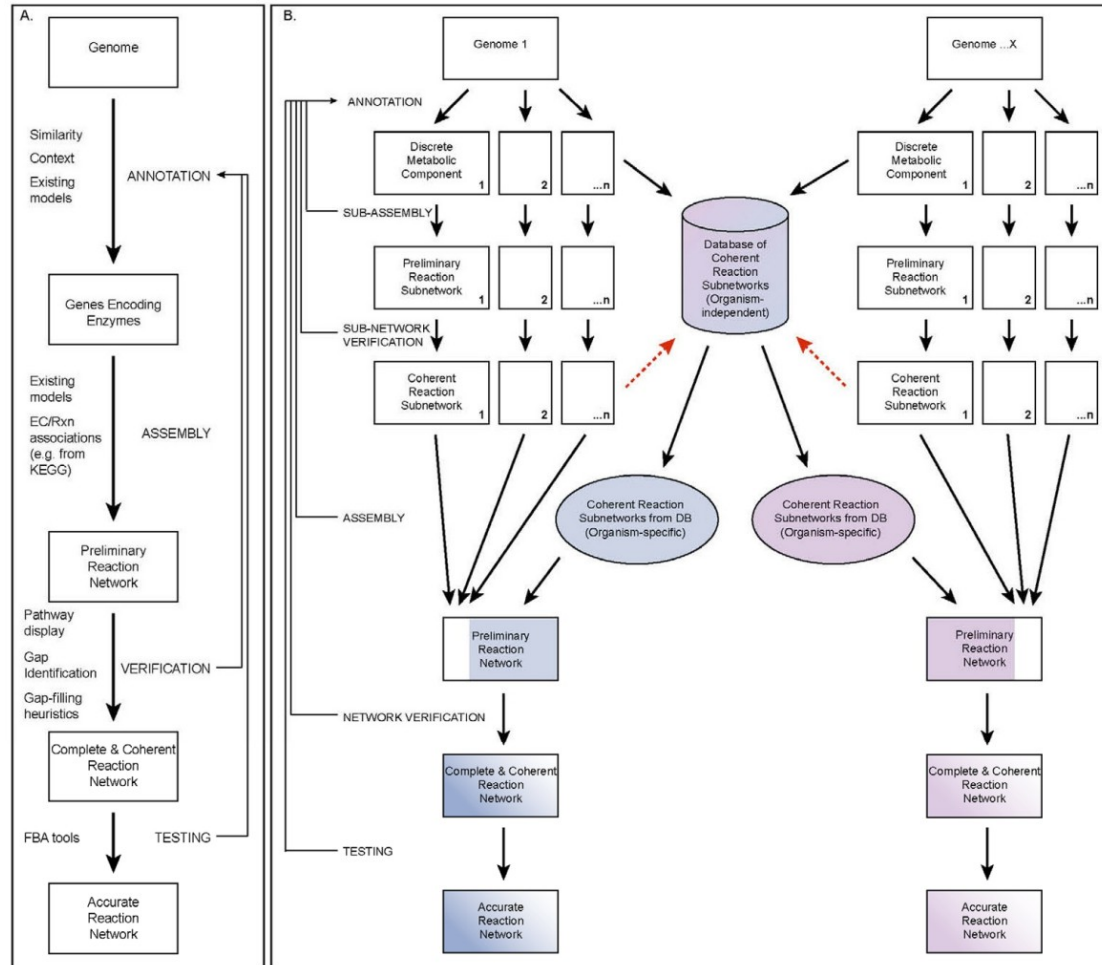 A.
Genome
Similarity
Context
Existing
models
ANNOTATION
Genes Encoding
Enzymes
Existing
models
EC/Rxn
associations
(e.g. from
KEGG)
ASSEMBLY
Preliminary
Reaction
Network
Pathway
display
Gap
Identification
Gap-filling
heuristics
VERIFICATION
Complete & Coherent
Reaction
Network
FBA tools
TESTING
Accurate
Reaction
Network
B.
Genome 1
Genome ...X
ANNOTATION
Discrete
Metabolic
Component
1
2
...n
Discrete
Metabolic
Component
1
2
...n
SUB-ASSEMBLY
Database of
Coherent
Reaction
Subnetworks
(Organism-
independent)
Preliminary
Reaction
Subnetwork
1
2
...n
Preliminary
Reaction
Subnetwork
1
2
...n
SUB-NETWORK
VERIFICATION
Coherent
Reaction
Subnetwork
1
2
...n
Coherent
Reaction
Subnetwork
1
2
...n
ASSEMBLY
Coherent Reaction
Subnetworks from DB
(Organism-specific)
Coherent Reaction
Subnetworks from DB
(Organism-specific)
Preliminary
Reaction
Network
Preliminary
Reaction
Network
NETWORK VERIFICATION
Complete & Coherent
Reaction
Network
Complete & Coherent
Reaction
Network
TESTING
Accurate
Reaction
Network
Accurate
Reaction
Network